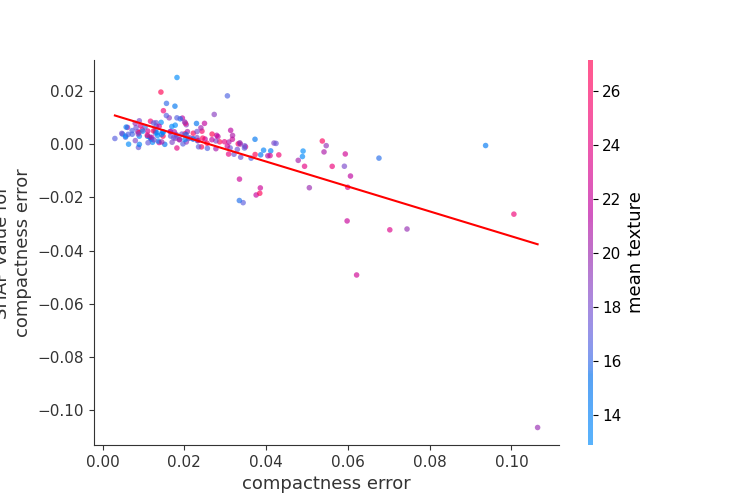 0.02
0.00
−0.02
−0.04
−0.06
−0.08
−0.10
0.00 0.02 0.04 0.06 0.08 0.10
compactness error
SHAP value for
compactness error
26
24
22
20
18
16
14
mean texture